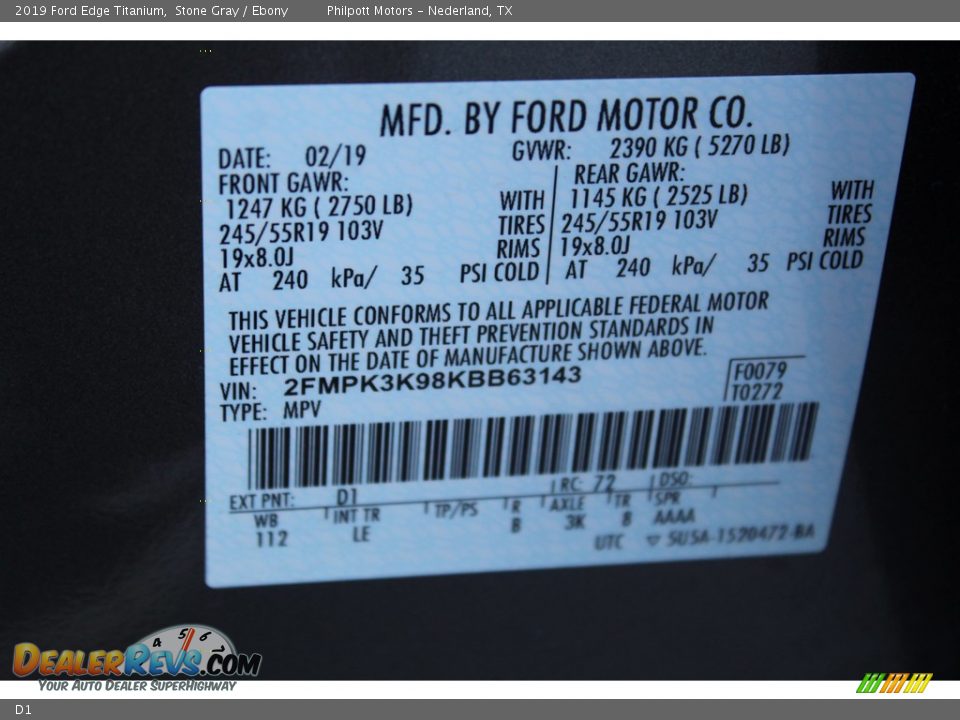 2019 Ford Edge Titanium, Stone Gray / Ebony Philpott Motors - Nederland, TX
MFD. BY FORD MOTOR CO.
DATE: 02/19 GVWR: 2390 KG ( 5270 LB)
FRONT GAWR: REAR GAWR:
1247 KG ( 2750 LB) WITH 1145 KG ( 2525 LB) WITH
245/55R19 103V TIRES 245/55R19 103V TIRES
19x8.0J RIMS 19x8.0J RIMS
AT 240 kPa/ 35 PSI COLD AT 240 kPa/ 35 PSI COLD
THIS VEHICLE CONFORMS TO ALL APPLICABLE FEDERAL MOTOR
VEHICLE SAFETY AND THEFT PREVENTION STANDARDS IN
EFFECT ON THE DATE OF MANUFACTURE SHOWN ABOVE.
VIN: 2FMPK3K98KBB63143 F0079
TYPE: MPV T0272
EXT PNT: D1 RC: 72 DSO:
WB INT TR TP/PS R AXLE TR SPR
112 LE B 3K 8 AAAA
UTC ▽ 5U5A-1520472-BA
4 5 6
DEALERREVS.COM
YOUR AUTO DEALER SUPERHIGHWAY
D1